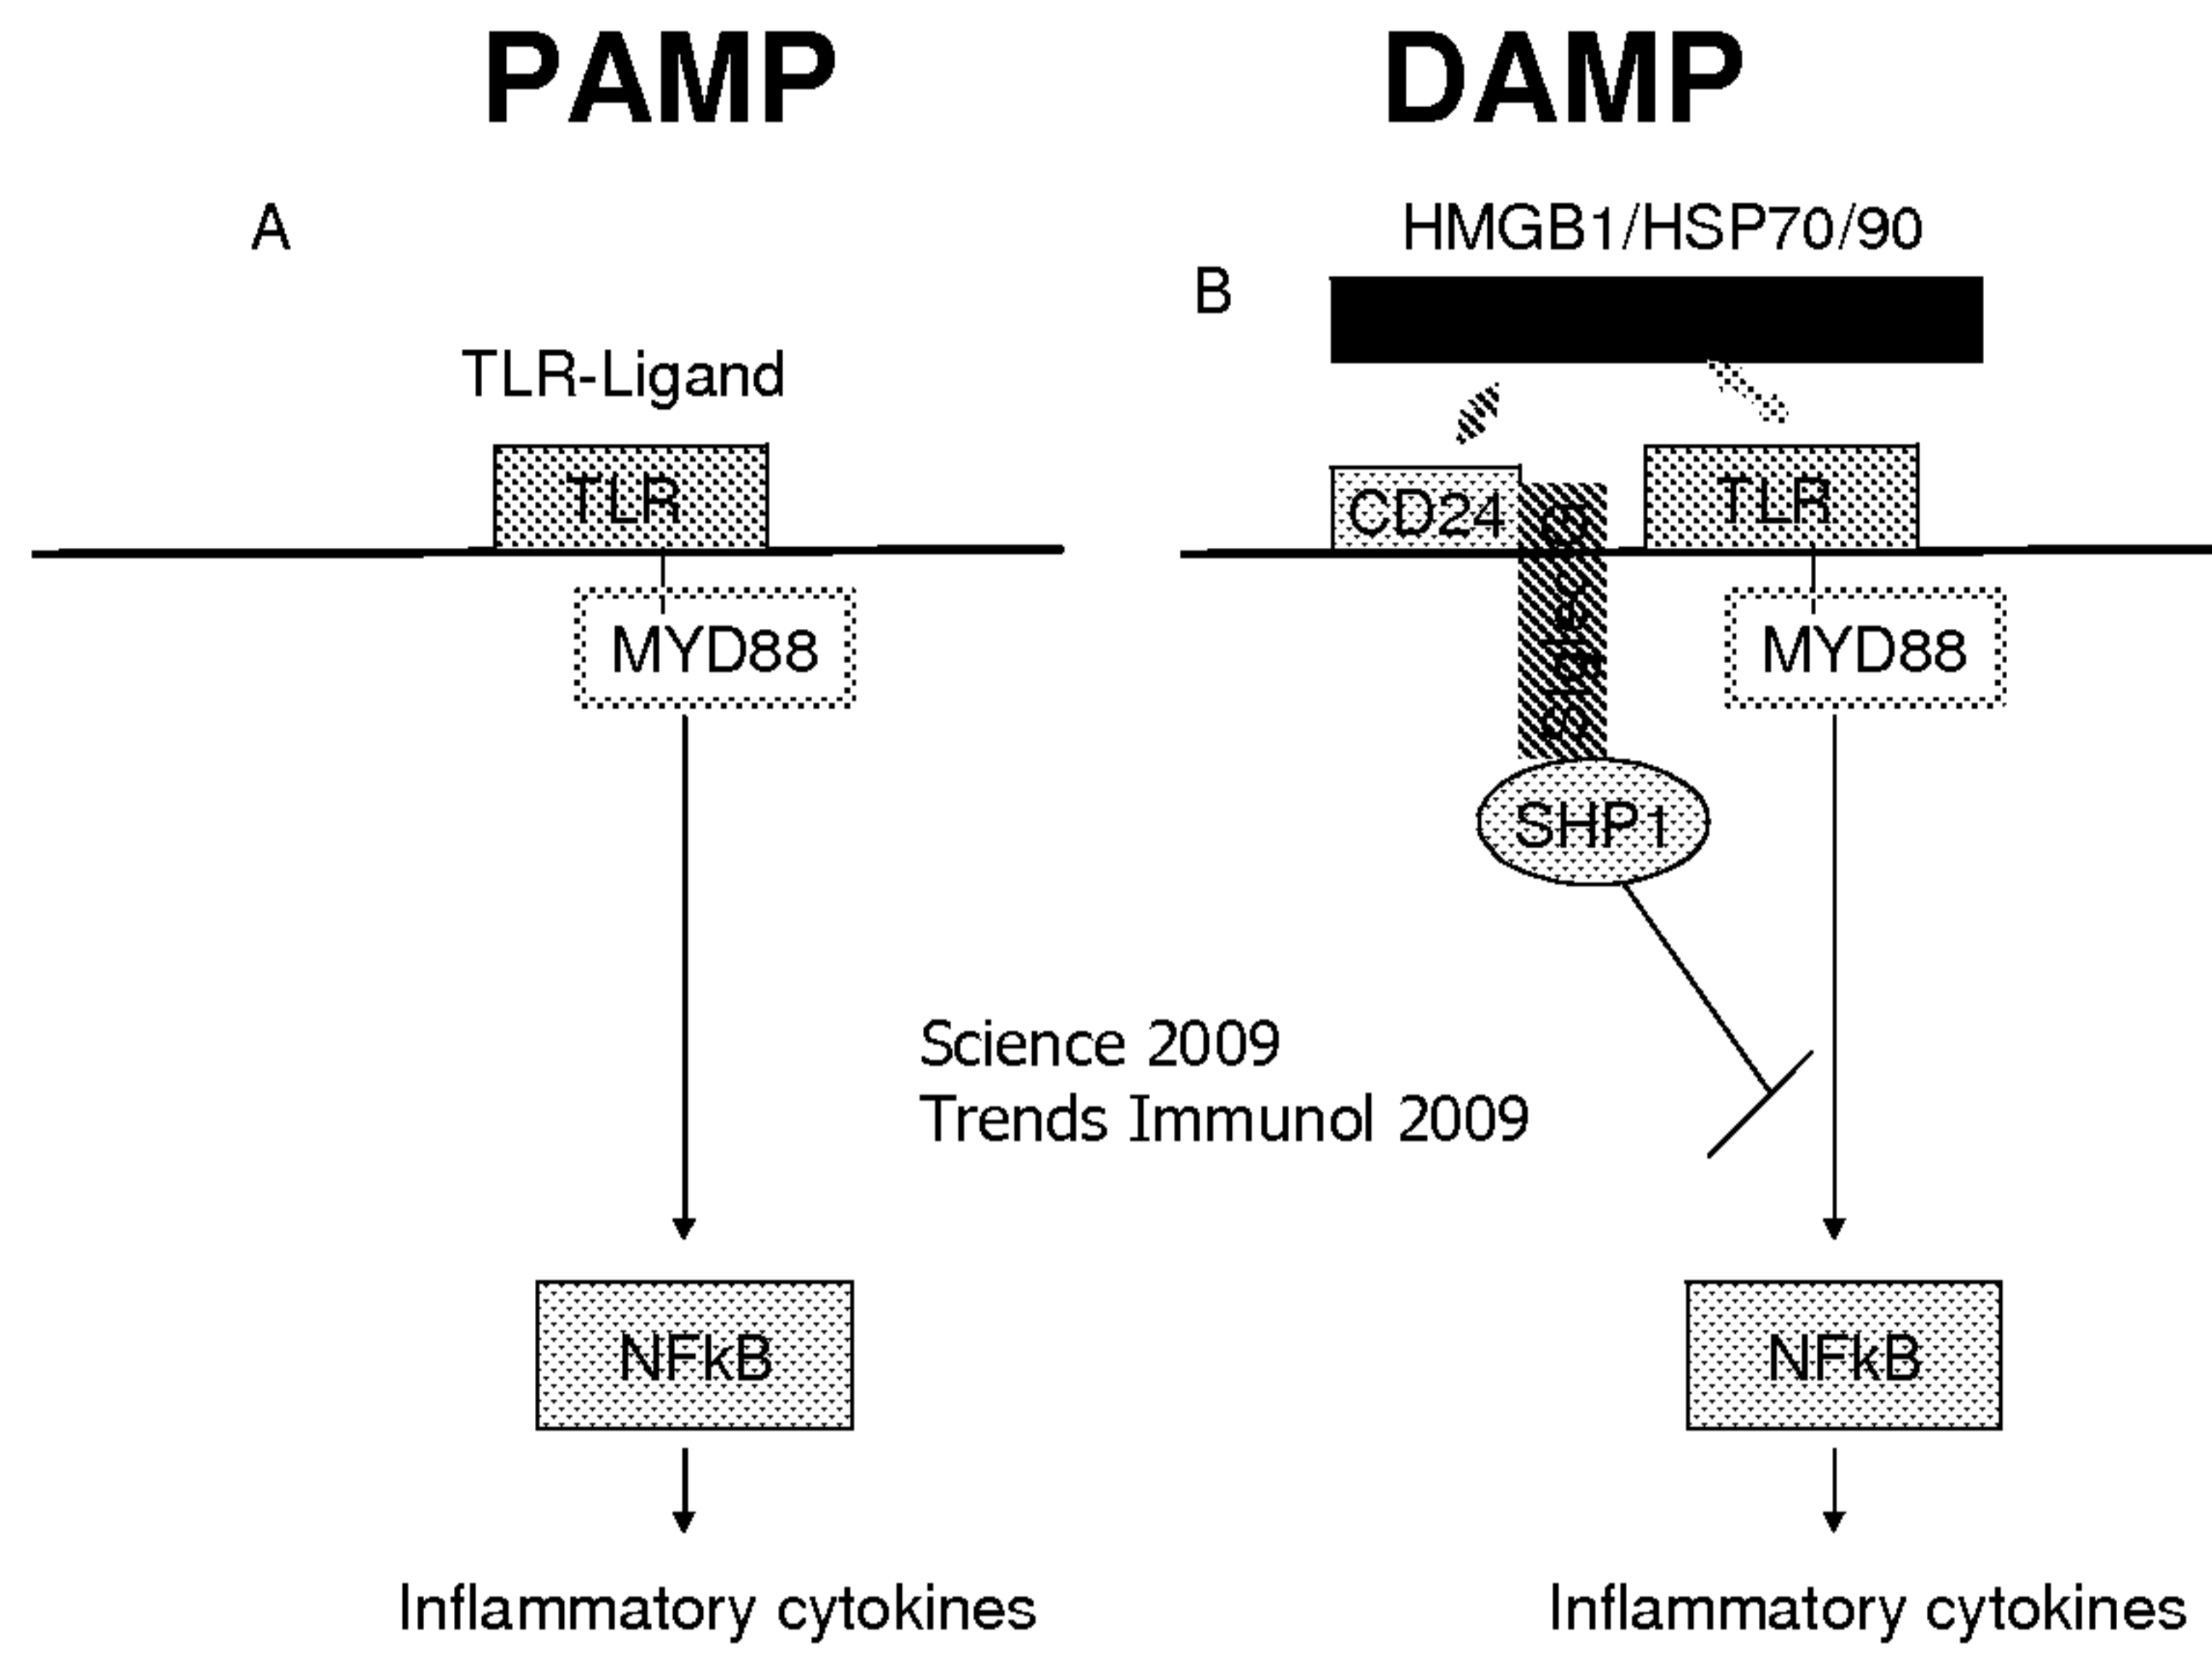 PAMP
A
TLR-Ligand
TLR
MYD88
NFkB
Inflammatory cytokines
DAMP
B
HMGB1/HSP70/90
CD24
Siglec G
TLR
MYD88
SHP1
NFkB
Inflammatory cytokines
Science 2009
Trends Immunol 2009